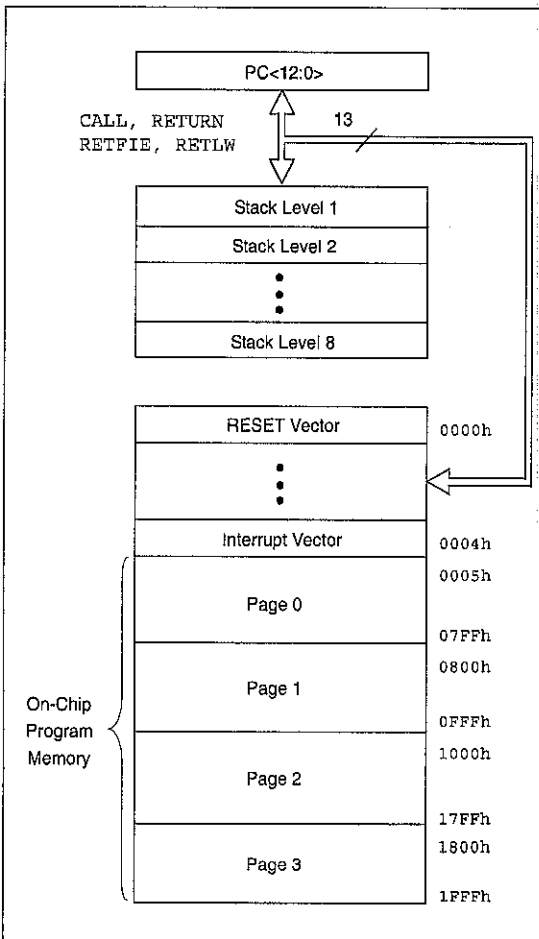 PC<12:0>
CALL, RETURN
RETFIE, RETLW
13
Stack Level 1
Stack Level 2
Stack Level 8
RESET Vector
0000h
Interrupt Vector
0004h
0005h
Page 0
07FFh
0800h
Page 1
On-Chip
Program
Memory
0FFFh
1000h
Page 2
17FFh
1800h
Page 3
1FFFh